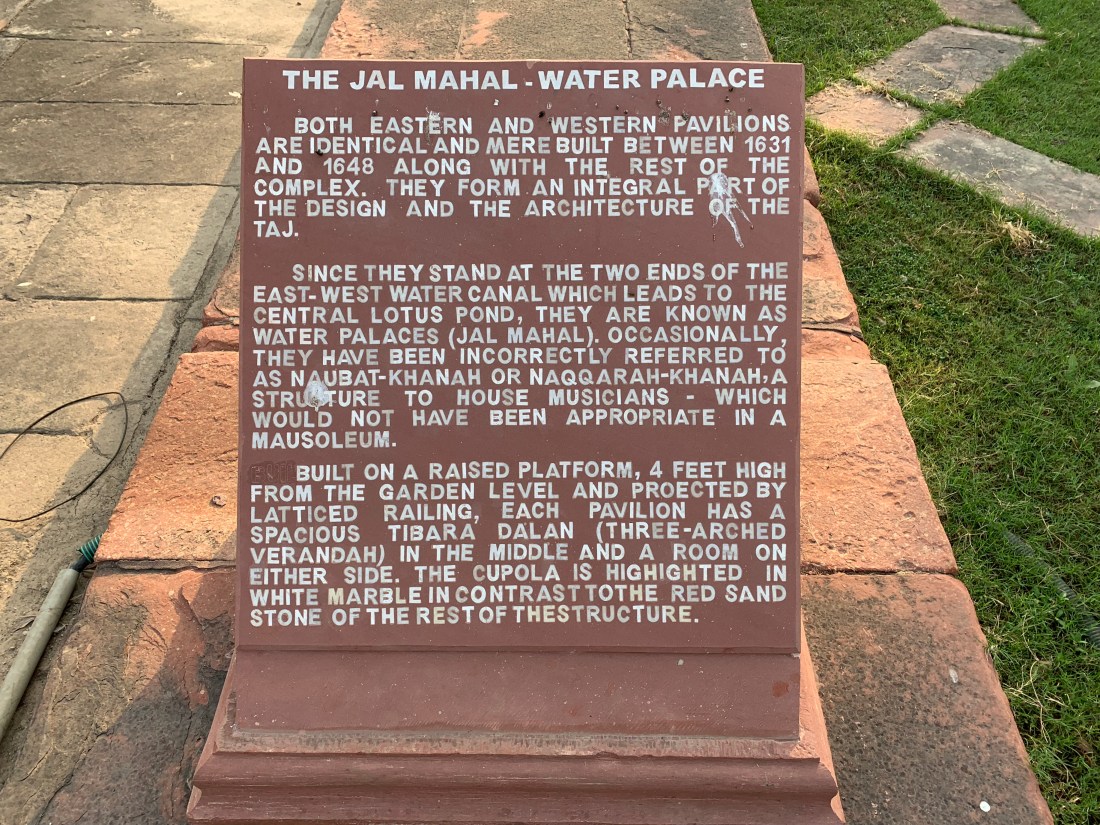 THE JAL MAHAL - WATER PALACE
BOTH EASTERN AND WESTERN PAVILIONS
ARE IDENTICAL AND MERE BUILT BETWEEN 1631
AND 1648 ALONG WITH THE REST OF THE
COMPLEX. THEY FORM AN INTEGRAL PART OF
THE DESIGN AND THE ARCHITECTURE OF THE
TAJ.
SINCE THEY STAND AT THE TWO ENDS OF THE
EAST-WEST WATER CANAL WHICH LEADS TO THE
CENTRAL LOTUS POND, THEY ARE KNOWN AS
WATER PALACES (JAL MAHAL). OCCASIONALLY,
THEY HAVE BEEN INCORRECTLY REFERRED TO
AS NAUBAT-KHANAH OR NAQQARAH-KHANAH, A
STRUCTURE TO HOUSE MUSICIANS - WHICH
WOULD NOT HAVE BEEN APPROPRIATE IN A
MAUSOLEUM.
BUILT ON A RAISED PLATFORM, 4 FEET HIGH
FROM THE GARDEN LEVEL AND PROECTED BY
LATTICED RAILING, EACH PAVILION HAS A
SPACIOUS TIBARA DALAN (THREE-ARCHED
VERANDAH) IN THE MIDDLE AND A ROOM ON
EITHER SIDE. THE CUPOLA IS HIGHIGHTED IN
WHITE MARBLE IN CONTRAST TO THE RED SAND
STONE OF THE REST OF THESTRUCTURE.